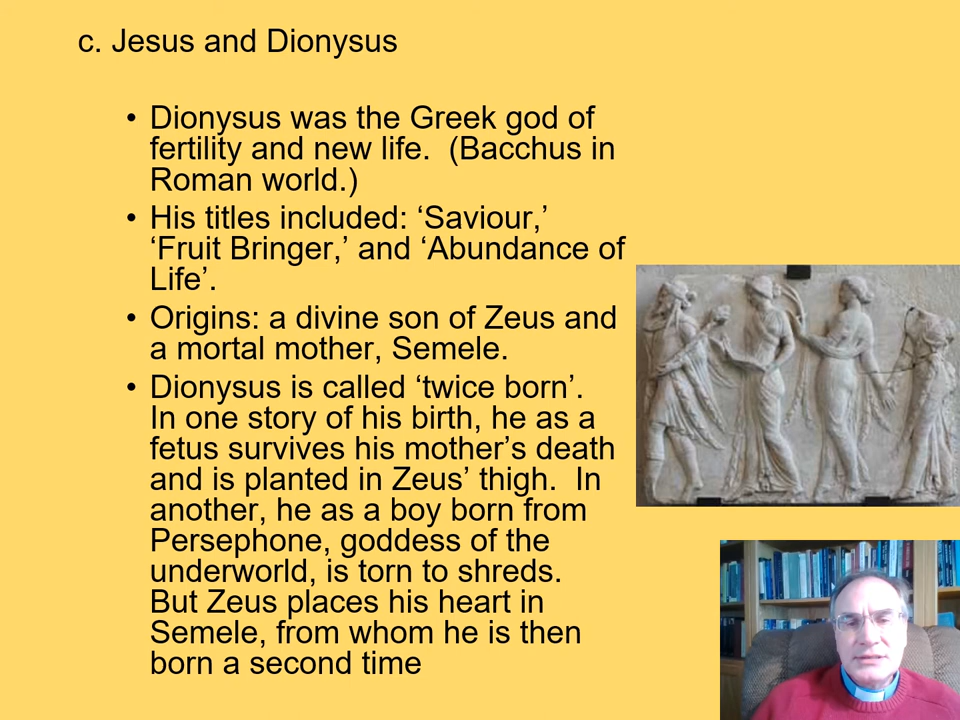 c. Jesus and Dionysus
• Dionysus was the Greek god of
fertility and new life.  (Bacchus in
Roman world.)
• His titles included: ‘Saviour,’
‘Fruit Bringer,’ and ‘Abundance of
Life’.
• Origins: a divine son of Zeus and
a mortal mother, Semele.
• Dionysus is called ‘twice born’.
In one story of his birth, he as a
fetus survives his mother’s death
and is planted in Zeus’ thigh.  In
another, he as a boy born from
Persephone, goddess of the
underworld, is torn to shreds.
But Zeus places his heart in
Semele, from whom he is then
born a second time